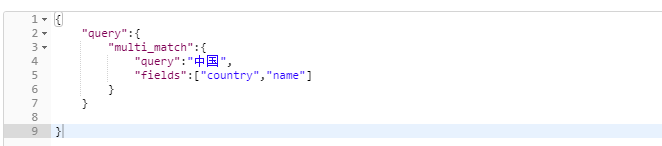 1 {
2 "query":{
3 "multi_match":{
4 "query":"中国",
5 "fields":["country","name"]
6 }
7 }
8
9 }